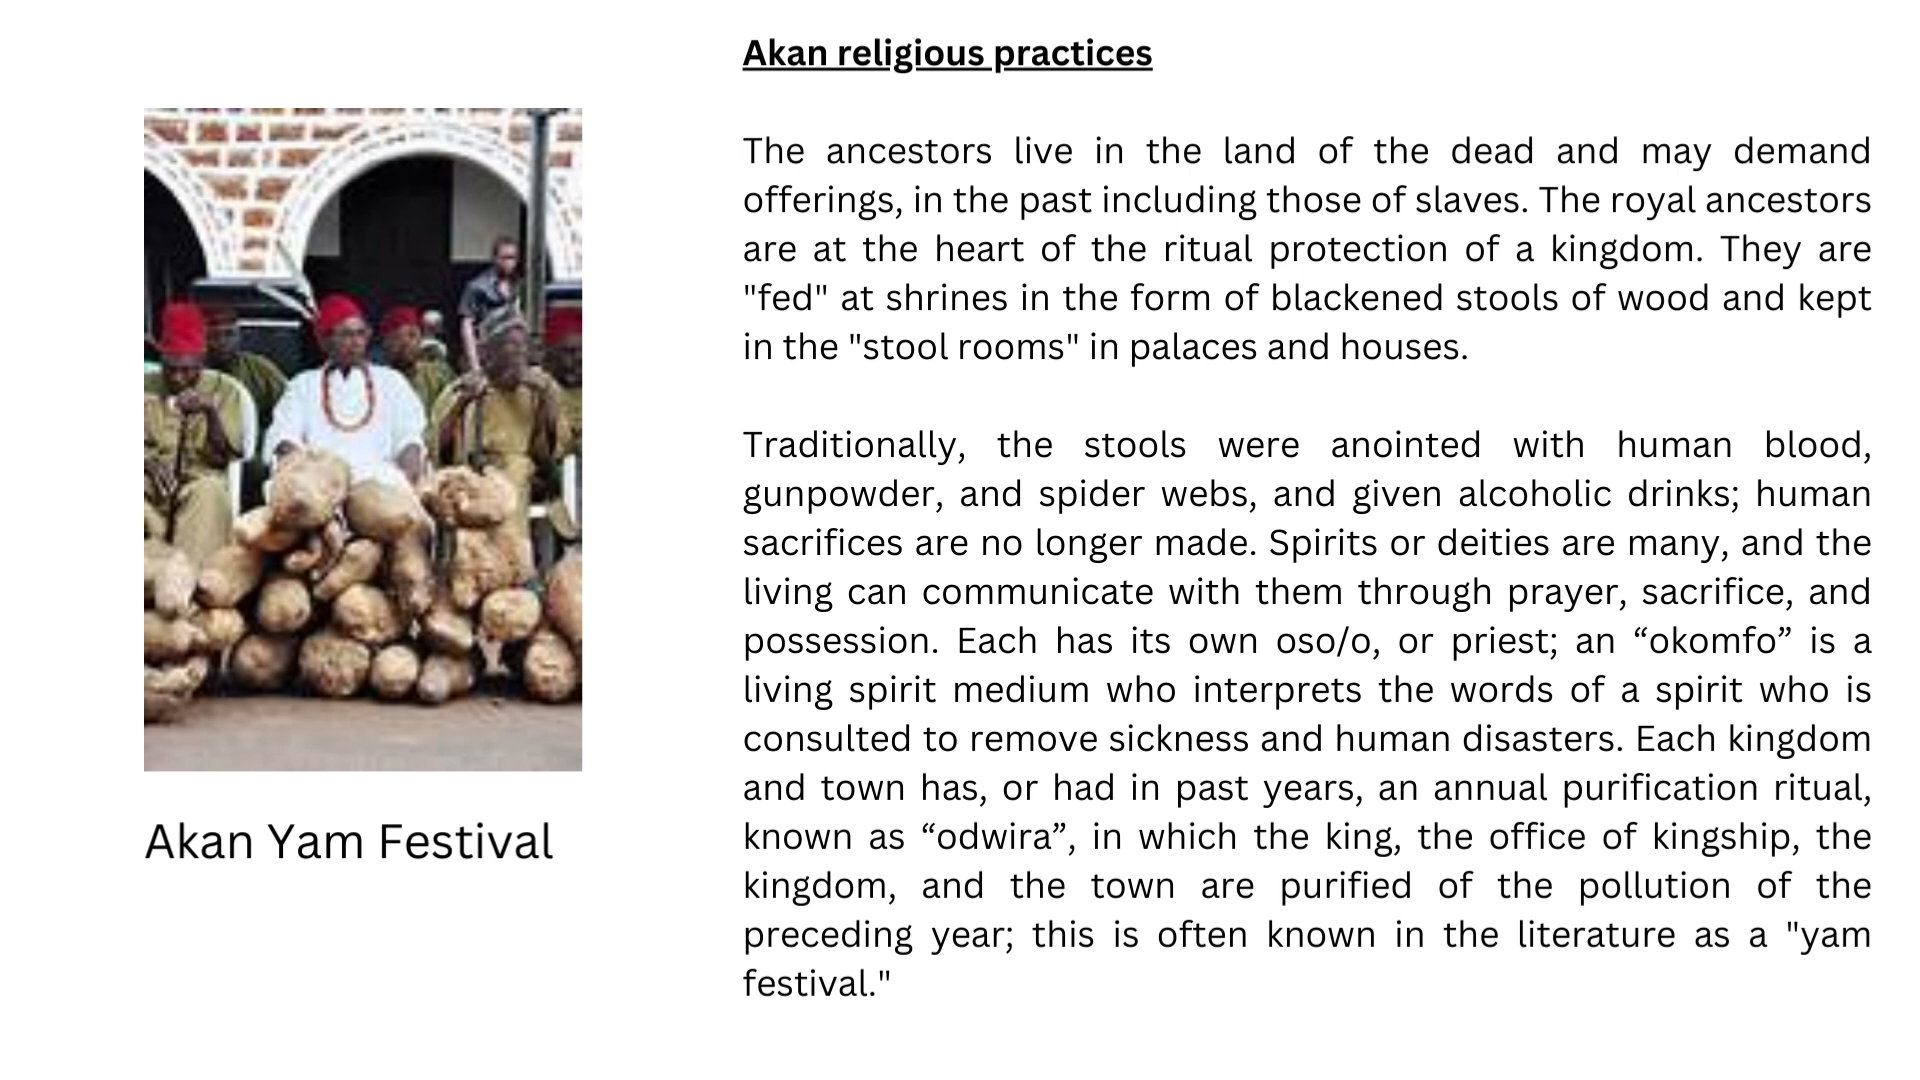 Akan religious practices
The ancestors live in the land of the dead and may demand
offerings, in the past including those of slaves. The royal ancestors
are at the heart of the ritual protection of a kingdom. They are
"fed" at shrines in the form of blackened stools of wood and kept
in the "stool rooms" in palaces and houses.
Traditionally, the stools were anointed with human blood,
gunpowder, and spider webs, and given alcoholic drinks; human
sacrifices are no longer made. Spirits or deities are many, and the
living can communicate with them through prayer, sacrifice, and
possession. Each has its own oso/o, or priest; an “okomfo” is a
living spirit medium who interprets the words of a spirit who is
consulted to remove sickness and human disasters. Each kingdom
and town has, or had in past years, an annual purification ritual,
known as “odwira”, in which the king, the office of kingship, the
kingdom, and the town are purified of the pollution of the
preceding year; this is often known in the literature as a "yam
festival."
Akan Yam Festival